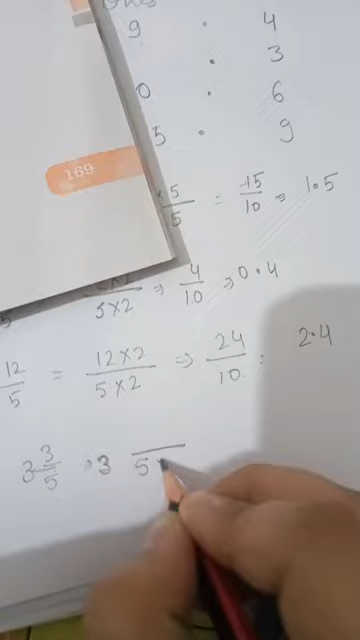 9 . 4
. 3
0 . 6
5 . 9
169
×5/5 = 15/10 = 1.5
5×2 ⇒ 4/10 ⇒ 0.4
12/5 = 12×2/5×2 ⇒ 24/10 = 2.4
3 3/5 . 3 5